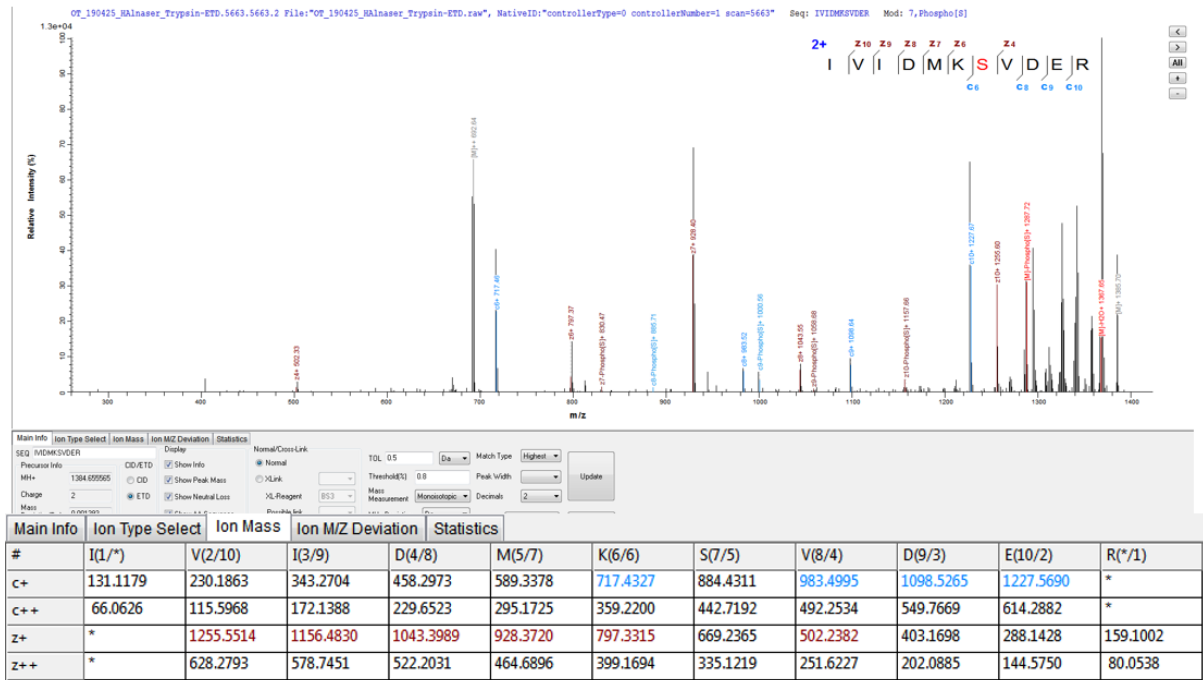 OT_190425_HAlnaser_Trypsin-ETD.5663.5663.2 File:"OT_190425_HAlnaser_Trypsin-ETD.raw", NativeID:"controllerType=0 controllerNumber=1 scan=5663" Seq: IVIDMKSVDER Mod: 7,Phospho[S]
1.3e+04
100
90
80
70
60
50
40
30
20
10
0
Relative Intensity (%)
300 400 500 600 700 800 900 1000 1100 1200 1300 1400
m/z
2+
z10 z9 z8 z7 z6 z4
I V I D M K S V D E R
c6 c8 c9 c10
<
>
All
+
-
z4+ 502.33
[M]++ 692.84
c6+ 717.46
z6+ 797.37
z7-Phospho[S]+ 830.47
c8-Phospho[S]+ 885.71
z7+ 928.40
c8+ 983.52
c9-Phospho[S]+ 1000.56
z8+ 1043.55
z9-Phospho[S]+ 1058.68
c9+ 1098.64
z10-Phospho[S]+ 1157.66
c10+ 1227.67
z10+ 1255.60
[M]-Phospho[S]+ 1287.72
[M]-H2O+ 1367.65
[M]+ 1385.70
Main Info Ion Type Select Ion Mass Ion M/Z Deviation Statistics
SEQ IVIDMKSVDER
Precursor Info
MH+ 1384.655565
Charge 2
Mass
CID/ETD
CID
ETD
Display
Show Info
Show Peak Mass
Show Neutral Loss
Normal/Cross-Link
Normal
XLink
XL-Reagent BS3
TOL 0.5 Da Match Type Highest
Threshold(%) 0.8 Peak Width
Mass Measurement Monoisotopic Decimals 2
Update
Main Info Ion Type Select Ion Mass Ion M/Z Deviation Statistics
# I(1/*) V(2/10) I(3/9) D(4/8) M(5/7) K(6/6) S(7/5) V(8/4) D(9/3) E(10/2) R(*/1)
c+ 131.1179 230.1863 343.2704 458.2973 589.3378 717.4327 884.4311 983.4995 1098.5265 1227.5690 *
c++ 66.0626 115.5968 172.1388 229.6523 295.1725 359.2200 442.7192 492.2534 549.7669 614.2882 *
z+ * 1255.5514 1156.4830 1043.3989 928.3720 797.3315 669.2365 502.2382 403.1698 288.1428 159.1002
z++ * 628.2793 578.7451 522.2031 464.6896 399.1694 335.1219 251.6227 202.0885 144.5750 80.0538